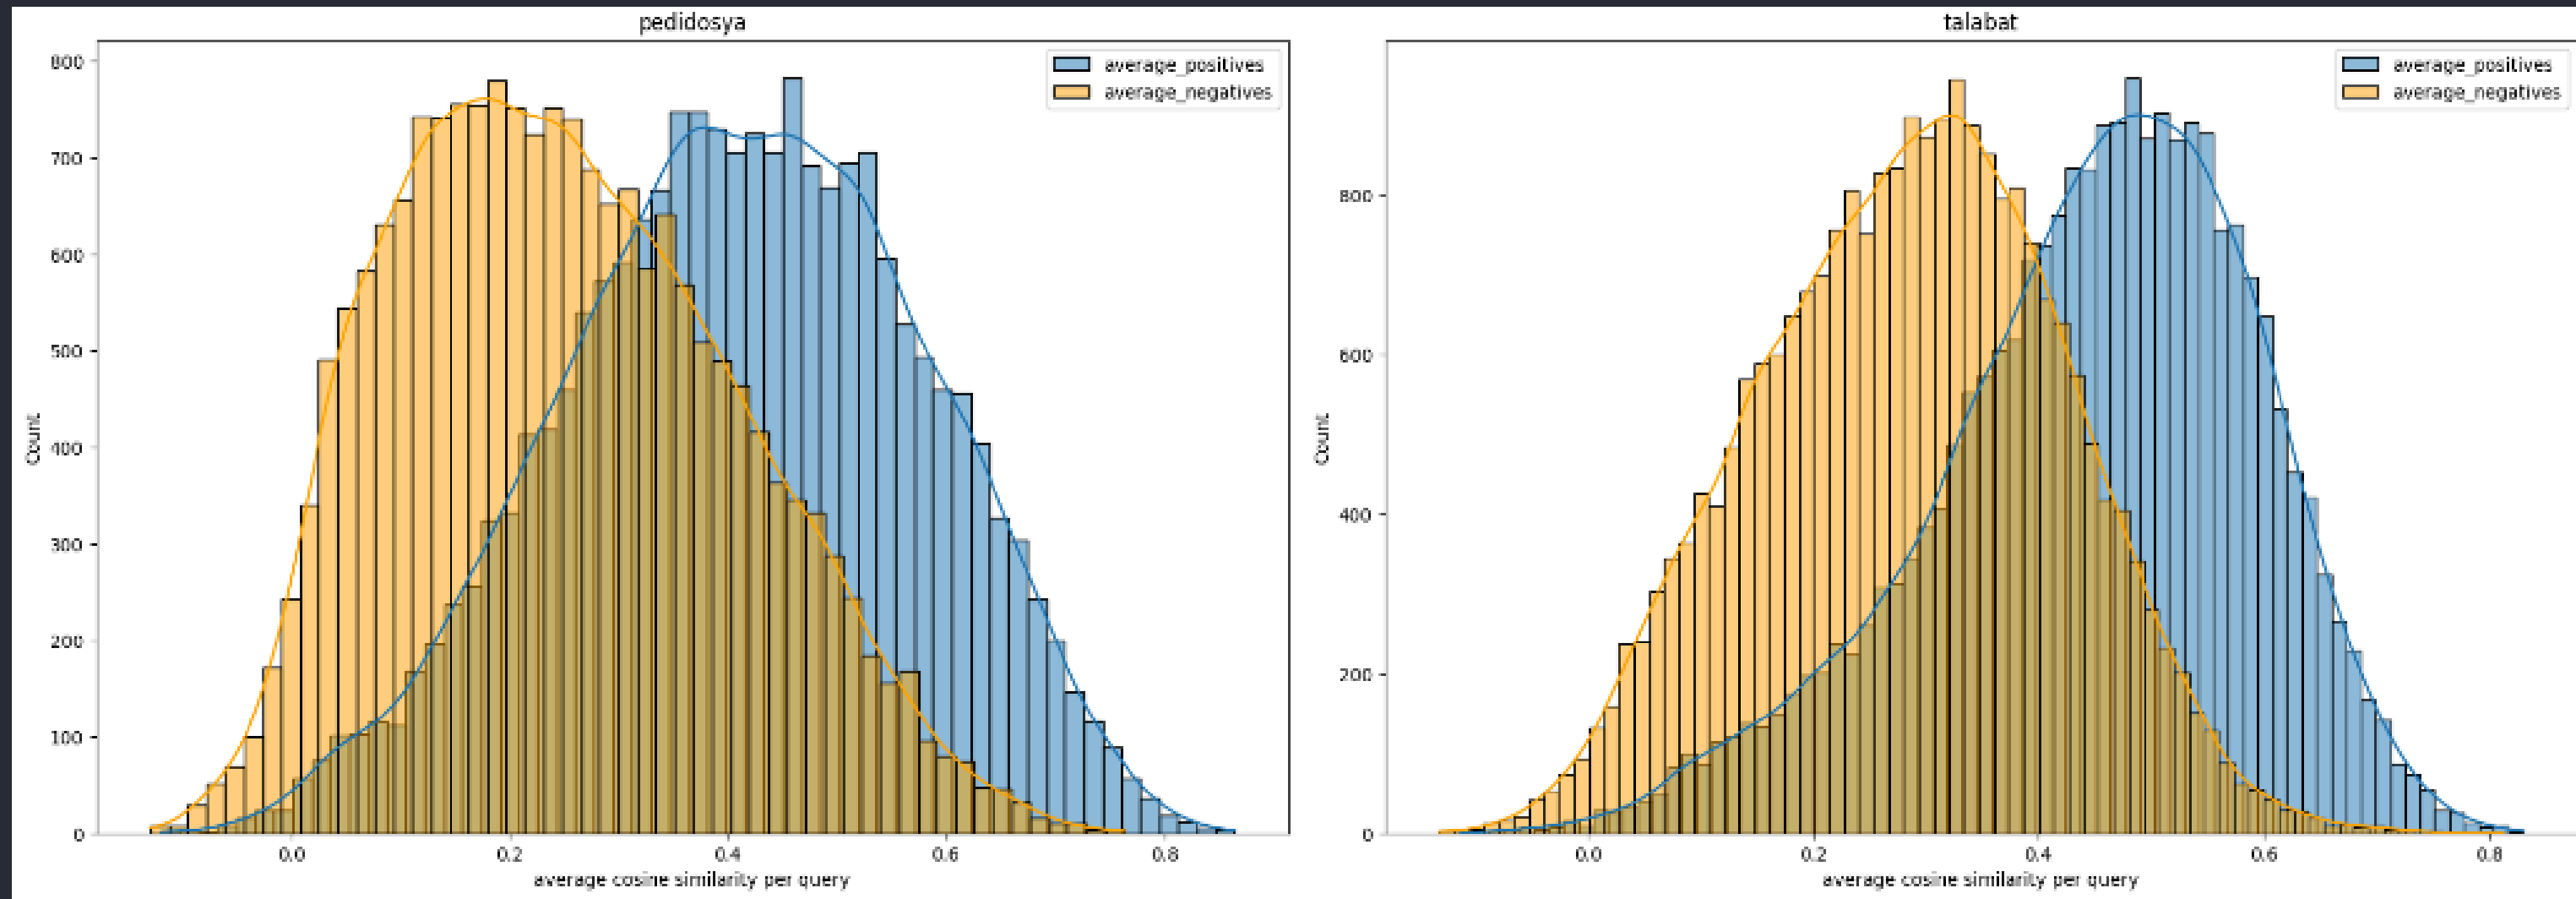 pedidosya
average_positives
average_negatives
Count
800
700
600
500
400
300
200
100
0
0.0 0.2 0.4 0.6 0.8
average cosine similarity per query
talabat
average_positives
average_negatives
Count
800
600
400
200
0
0.0 0.2 0.4 0.6 0.8
average cosine similarity per query